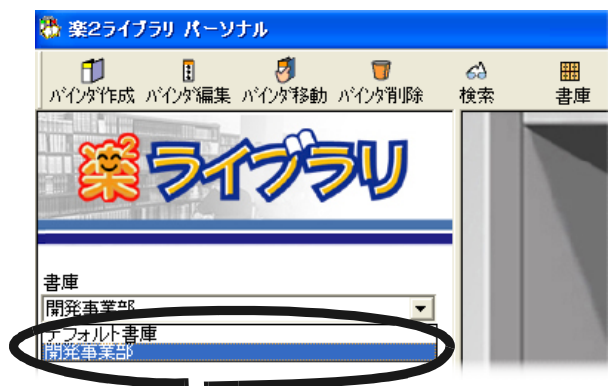 楽2ライブラリ パーソナル
バインダ作成 バインダ編集 バインダ移動 バインダ削除 検索 書庫
楽 ライブラリ
書庫
開発事業部
デフォルト書庫
開発事業部